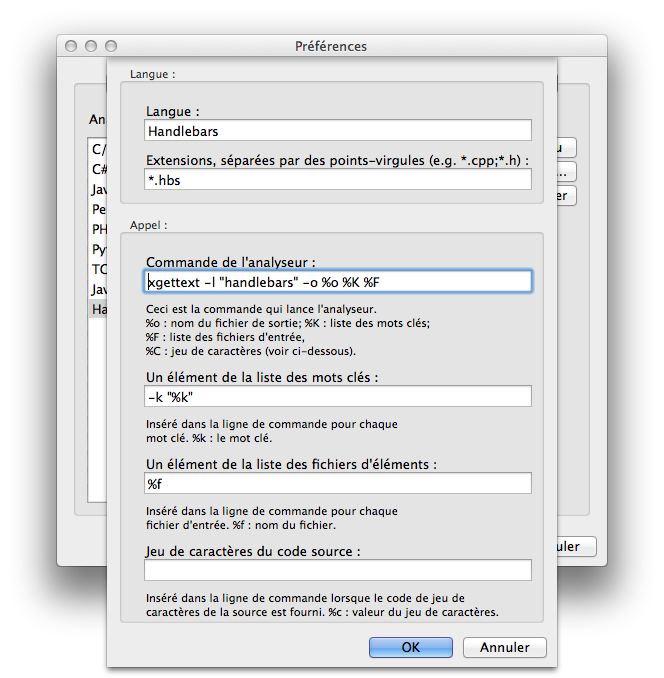 Préférences
Langue :
Langue :
Handlebars
Extensions, séparées par des points-virgules (e.g. *.cpp;*.h) :
*.hbs
Appel :
Commande de l'analyseur :
xgettext -l "handlebars" -o %o %K %F
Ceci est la commande qui lance l'analyseur.
%o : nom du fichier de sortie; %K : liste des mots clés;
%F : liste des fichiers d'entrée,
%C : jeu de caractères (voir ci-dessous).
Un élément de la liste des mots clés :
-k "%k"
Inséré dans la ligne de commande pour chaque
mot clé. %k : le mot clé.
Un élément de la liste des fichiers d'éléments :
%f
Inséré dans la ligne de commande pour chaque
fichier d'entrée. %f : nom du fichier.
Jeu de caractères du code source :
Inséré dans la ligne de commande lorsque le code de jeu de
caractères de la source est fourni. %c : valeur du jeu de caractères.
OK Annuler
An
C/
C#
Jav
Pe
PH
Pyt
TC
Jav
Ha
u
...
er
uler